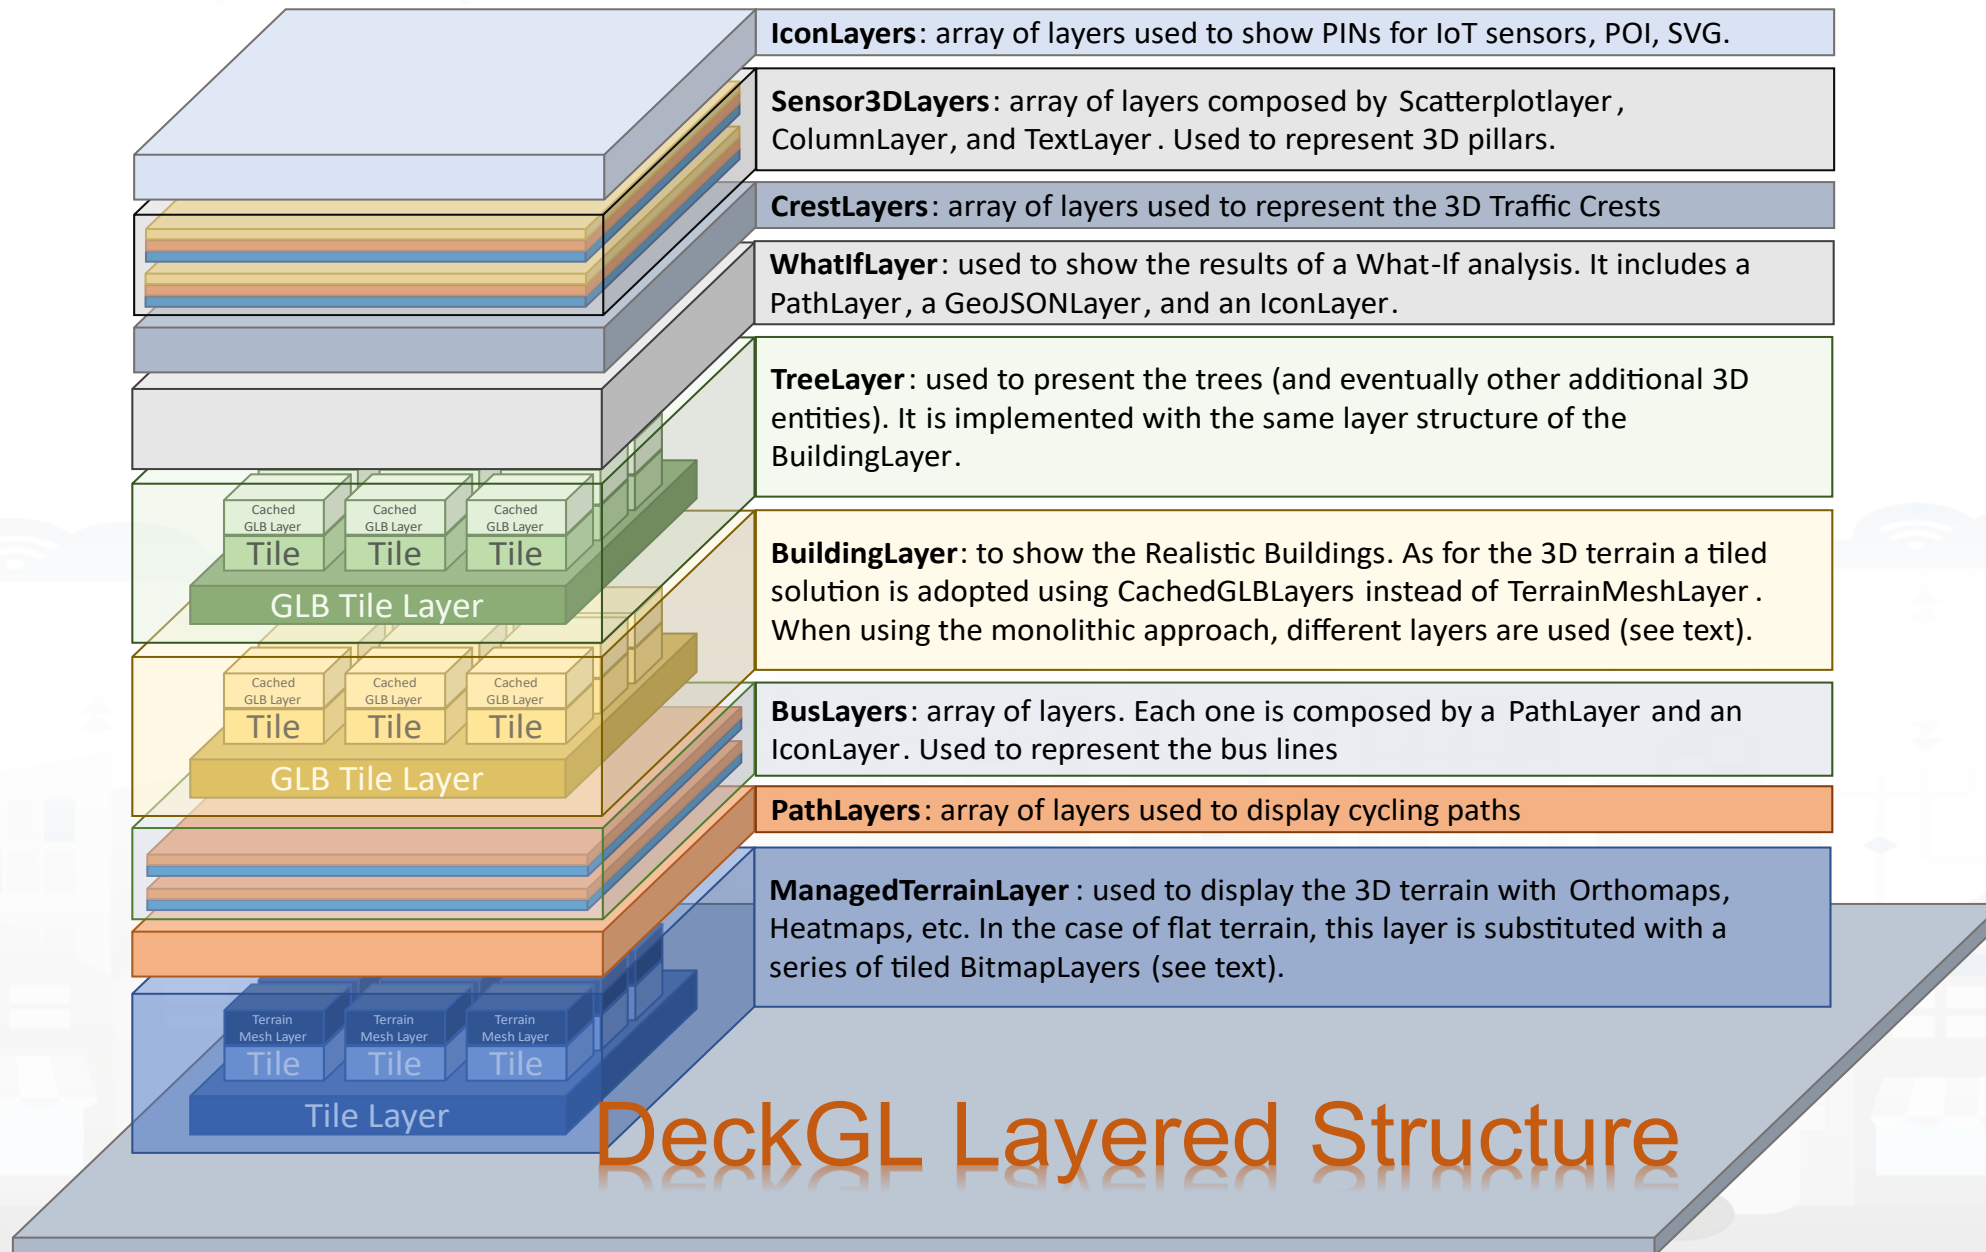 IconLayers: array of layers used to show PINs for IoT sensors, POI, SVG.
Sensor3DLayers: array of layers composed by Scatterplotlayer,
ColumnLayer, and TextLayer. Used to represent 3D pillars.
CrestLayers: array of layers used to represent the 3D Traffic Crests
WhatIfLayer: used to show the results of a What-If analysis. It includes a
PathLayer, a GeoJSONLayer, and an IconLayer.
TreeLayer: used to present the trees (and eventually other additional 3D
entities). It is implemented with the same layer structure of the
BuildingLayer.
Cached Cached Cached
GLB Layer GLB Layer GLB Layer
Tile Tile Tile
GLB Tile Layer
BuildingLayer: to show the Realistic Buildings. As for the 3D terrain a tiled
solution is adopted using CachedGLBLayers instead of TerrainMeshLayer.
When using the monolithic approach, different layers are used (see text).
Cached Cached Cached
GLB Layer GLB Layer GLB Layer
Tile Tile Tile
GLB Tile Layer
BusLayers: array of layers. Each one is composed by a PathLayer and an
IconLayer. Used to represent the bus lines
PathLayers: array of layers used to display cycling paths
ManagedTerrainLayer: used to display the 3D terrain with Orthomaps,
Heatmaps, etc. In the case of flat terrain, this layer is substituted with a
series of tiled BitmapLayers (see text).
Terrain Terrain Terrain
Mesh Layer Mesh Layer Mesh Layer
Tile Tile Tile
Tile Layer
DeckGL Layered Structure